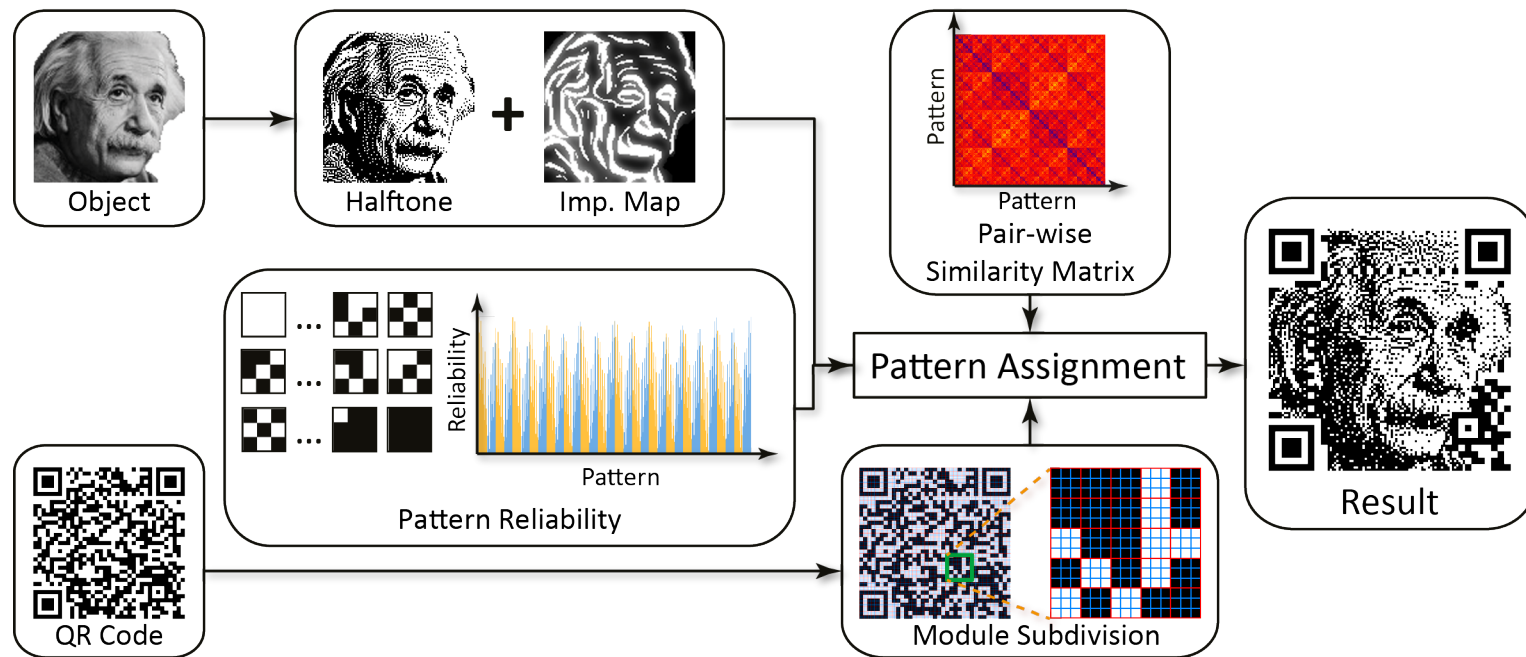 Object
Halftone
+
Imp. Map
Pattern
Pattern
Pair-wise
Similarity Matrix
...
...
...
Reliability
Pattern
Pattern Reliability
Pattern Assignment
QR Code
Module Subdivision
Result